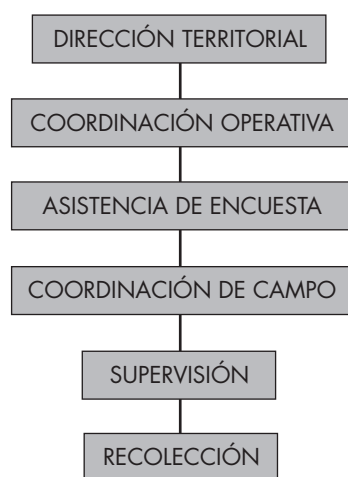 DIRECCIÓN TERRITORIAL
COORDINACIÓN OPERATIVA
ASISTENCIA DE ENCUESTA
COORDINACIÓN DE CAMPO
SUPERVISIÓN
RECOLECCIÓN